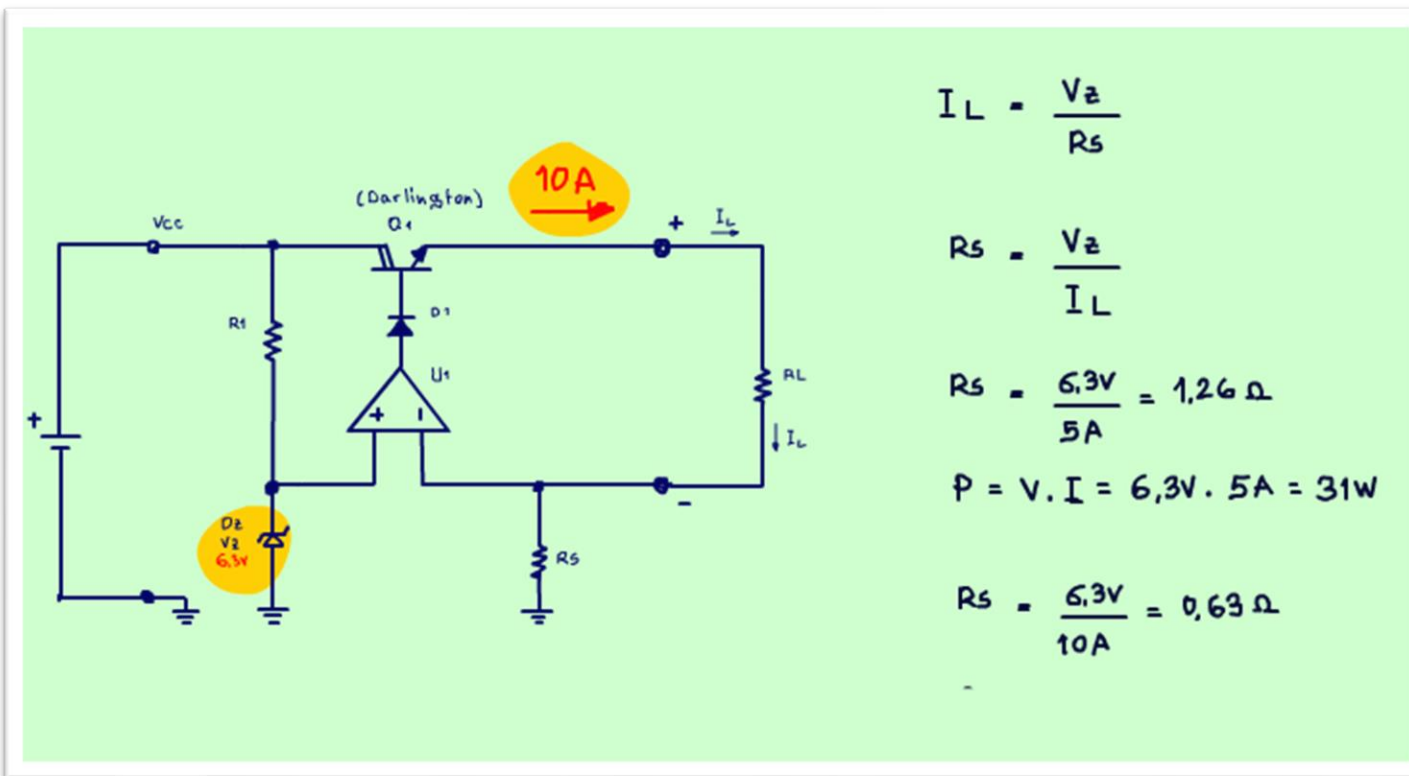 (Darlington)
Q1
10A
Vcc
+
IL
R1
D1
U1
+ -
RL
+
IL
-
Dz
Vz
6,3v
Rs
IL = Vz / Rs
Rs = Vz / IL
Rs = 6,3V / 5A = 1,26 Ω
P = V. I = 6,3V . 5A = 31W
Rs = 6,3V / 10A = 0,63 Ω